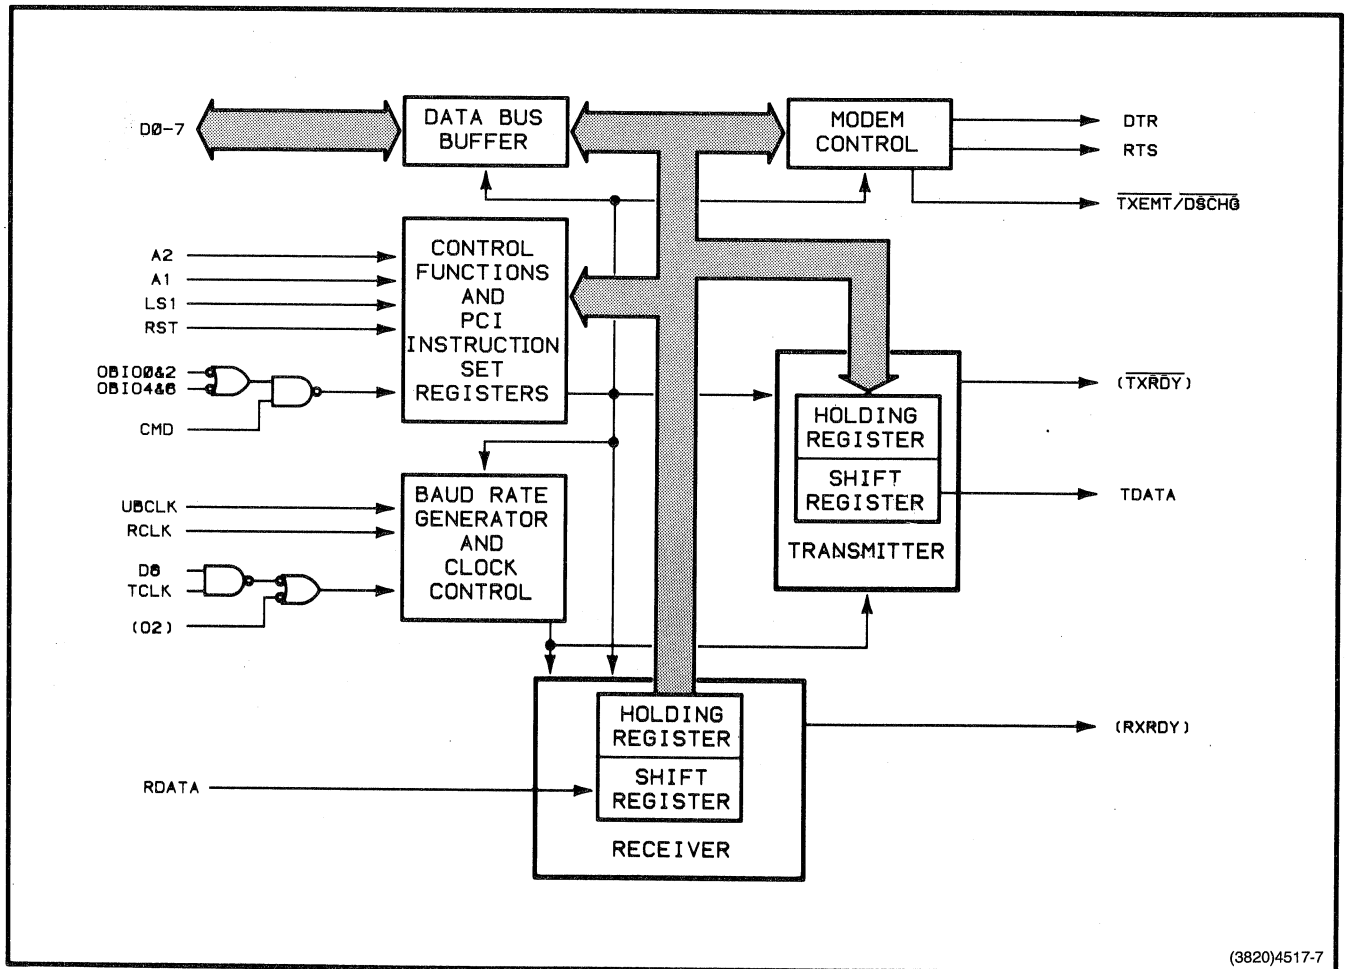 D0-7
DATA BUS
BUFFER
MODEM
CONTROL
DTR
RTS
TXEMT/DSCHG
A2
A1
LS1
RST
OBIO0&2
OBIO4&6
CMD
CONTROL
FUNCTIONS
AND
PCI
INSTRUCTION
SET
REGISTERS
(TXRDY)
HOLDING
REGISTER
SHIFT
REGISTER
TRANSMITTER
TDATA
UBCLK
RCLK
D6
TCLK
(O2)
BAUD RATE
GENERATOR
AND
CLOCK
CONTROL
HOLDING
REGISTER
SHIFT
REGISTER
RECEIVER
RDATA
(RXRDY)
(3820)4517-7